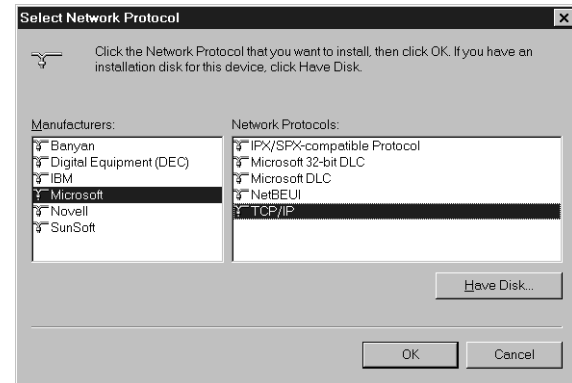 Select Network Protocol
Click the Network Protocol that you want to install, then click OK. If you have an
installation disk for this device, click Have Disk.
Manufacturers:
Banyan
Digital Equipment (DEC)
IBM
Microsoft
Novell
SunSoft
Network Protocols:
IPX/SPX-compatible Protocol
Microsoft 32-bit DLC
Microsoft DLC
NetBEUI
TCP/IP
Have Disk...
OK
Cancel